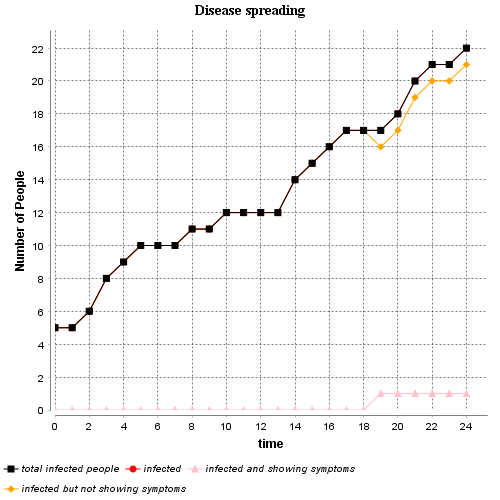 Disease spreading
22
20
18
16
14
12
10
8
6
4
2
0
Number of People
0 2 4 6 8 10 12 14 16 18 20 22 24
time
total infected people infected infected and showing symptoms
infected but not showing symptoms